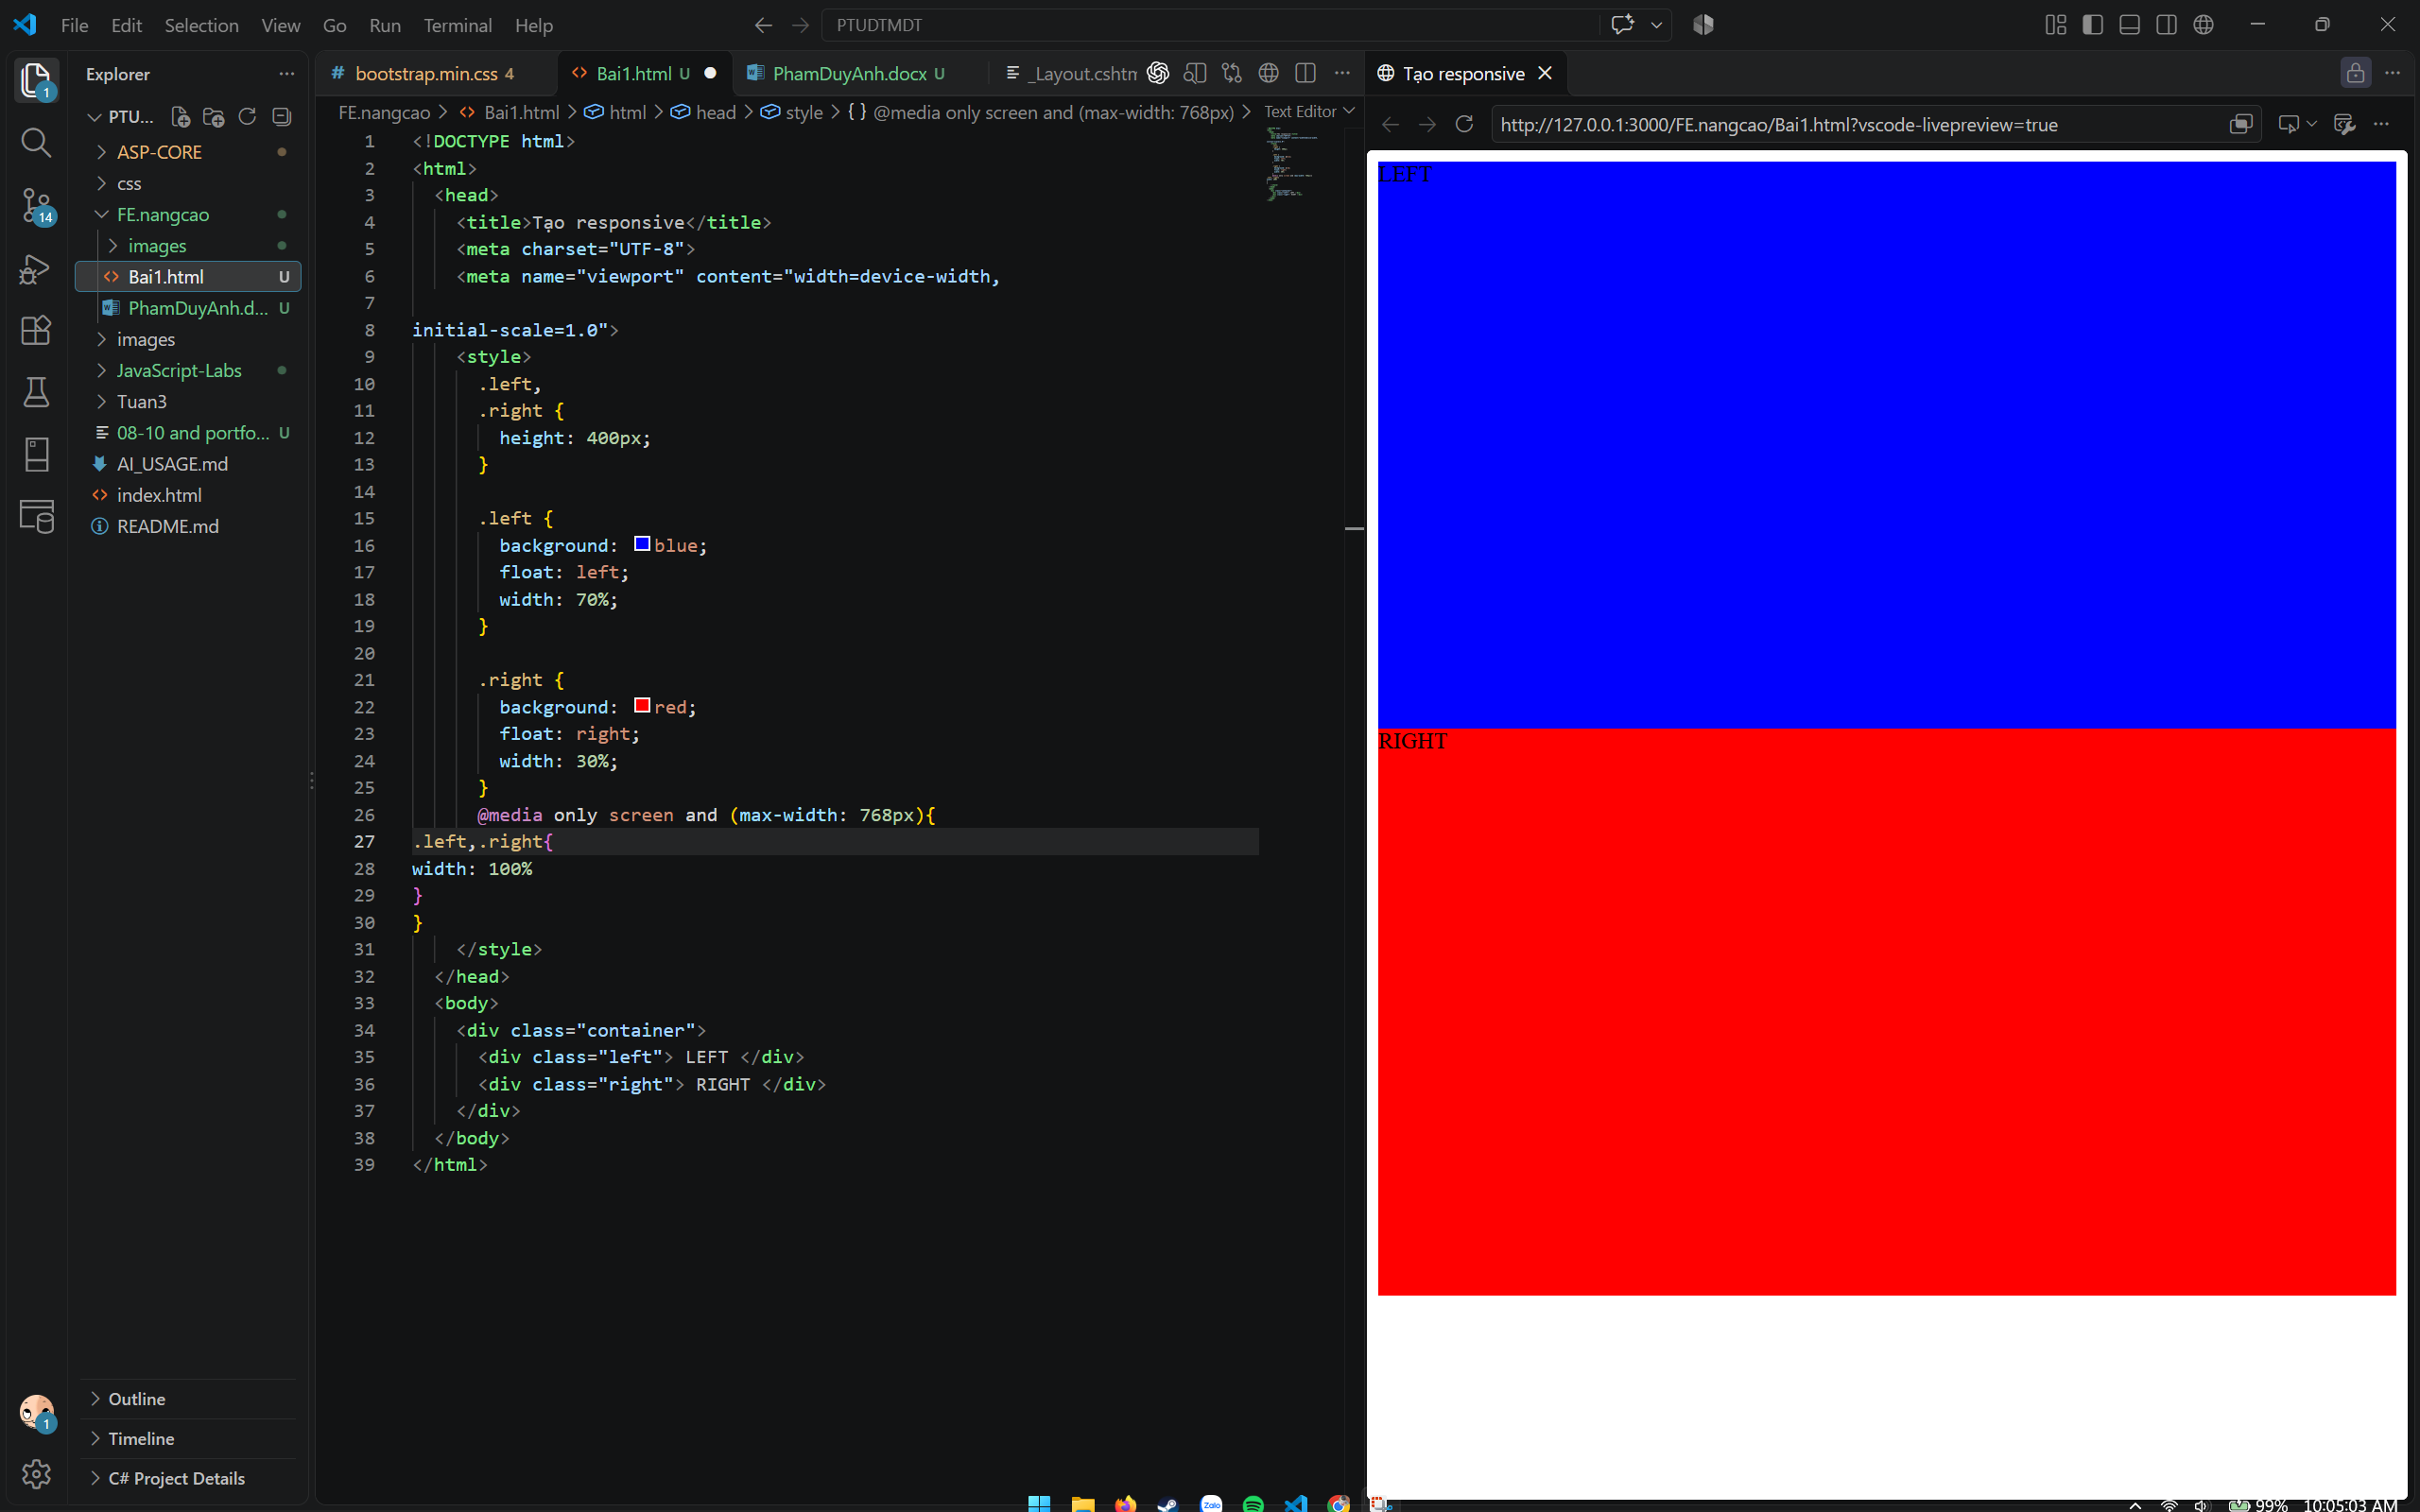 File Edit Selection View Go Run Terminal Help
PTUDTMDT
Explorer
PTU...
ASP-CORE
css
FE.nangcao
images
Bai1.html U
PhamDuyAnh.d... U
images
JavaScript-Labs
Tuan3
08-10 and portfo... U
AI_USAGE.md
index.html
README.md
Outline
Timeline
C# Project Details
1
14
1
# bootstrap.min.css 4
Bai1.html U
PhamDuyAnh.docx U
_Layout.cshtm
FE.nangcao > Bai1.html > html > head > style > { } @media only screen and (max-width: 768px) >
Text Editor
1 <!DOCTYPE html>
2 <html>
3 <head>
4 <title>Tạo responsive</title>
5 <meta charset="UTF-8">
6 <meta name="viewport" content="width=device-width,
7
8 initial-scale=1.0">
9 <style>
10 .left,
11 .right {
12 height: 400px;
13 }
14
15 .left {
16 background: blue;
17 float: left;
18 width: 70%;
19 }
20
21 .right {
22 background: red;
23 float: right;
24 width: 30%;
25 }
26 @media only screen and (max-width: 768px){
27 .left,.right{
28 width: 100%
29 }
30 }
31 </style>
32 </head>
33 <body>
34 <div class="container">
35 <div class="left"> LEFT </div>
36 <div class="right"> RIGHT </div>
37 </div>
38 </body>
39 </html>
Tạo responsive
http://127.0.0.1:3000/FE.nangcao/Bai1.html?vscode-livepreview=true
LEFT
RIGHT
Zalo
99% 10:05:03 AM